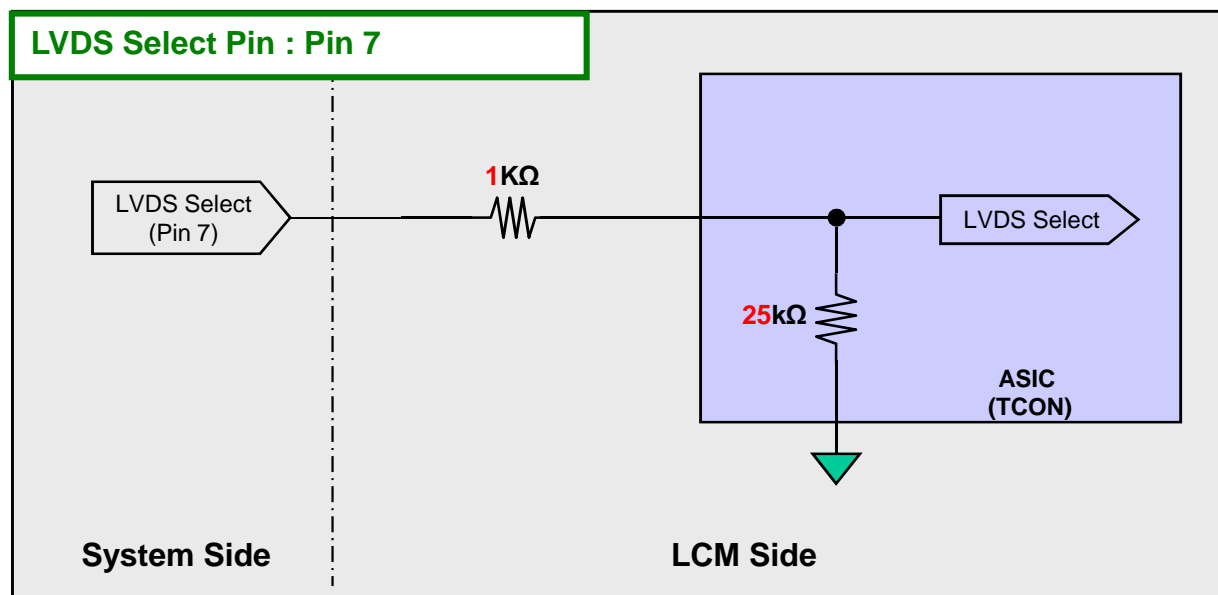 LVDS Select Pin : Pin 7
1KΩ
LVDS Select
(Pin 7)
LVDS Select
25kΩ
ASIC
(TCON)
System Side
LCM Side